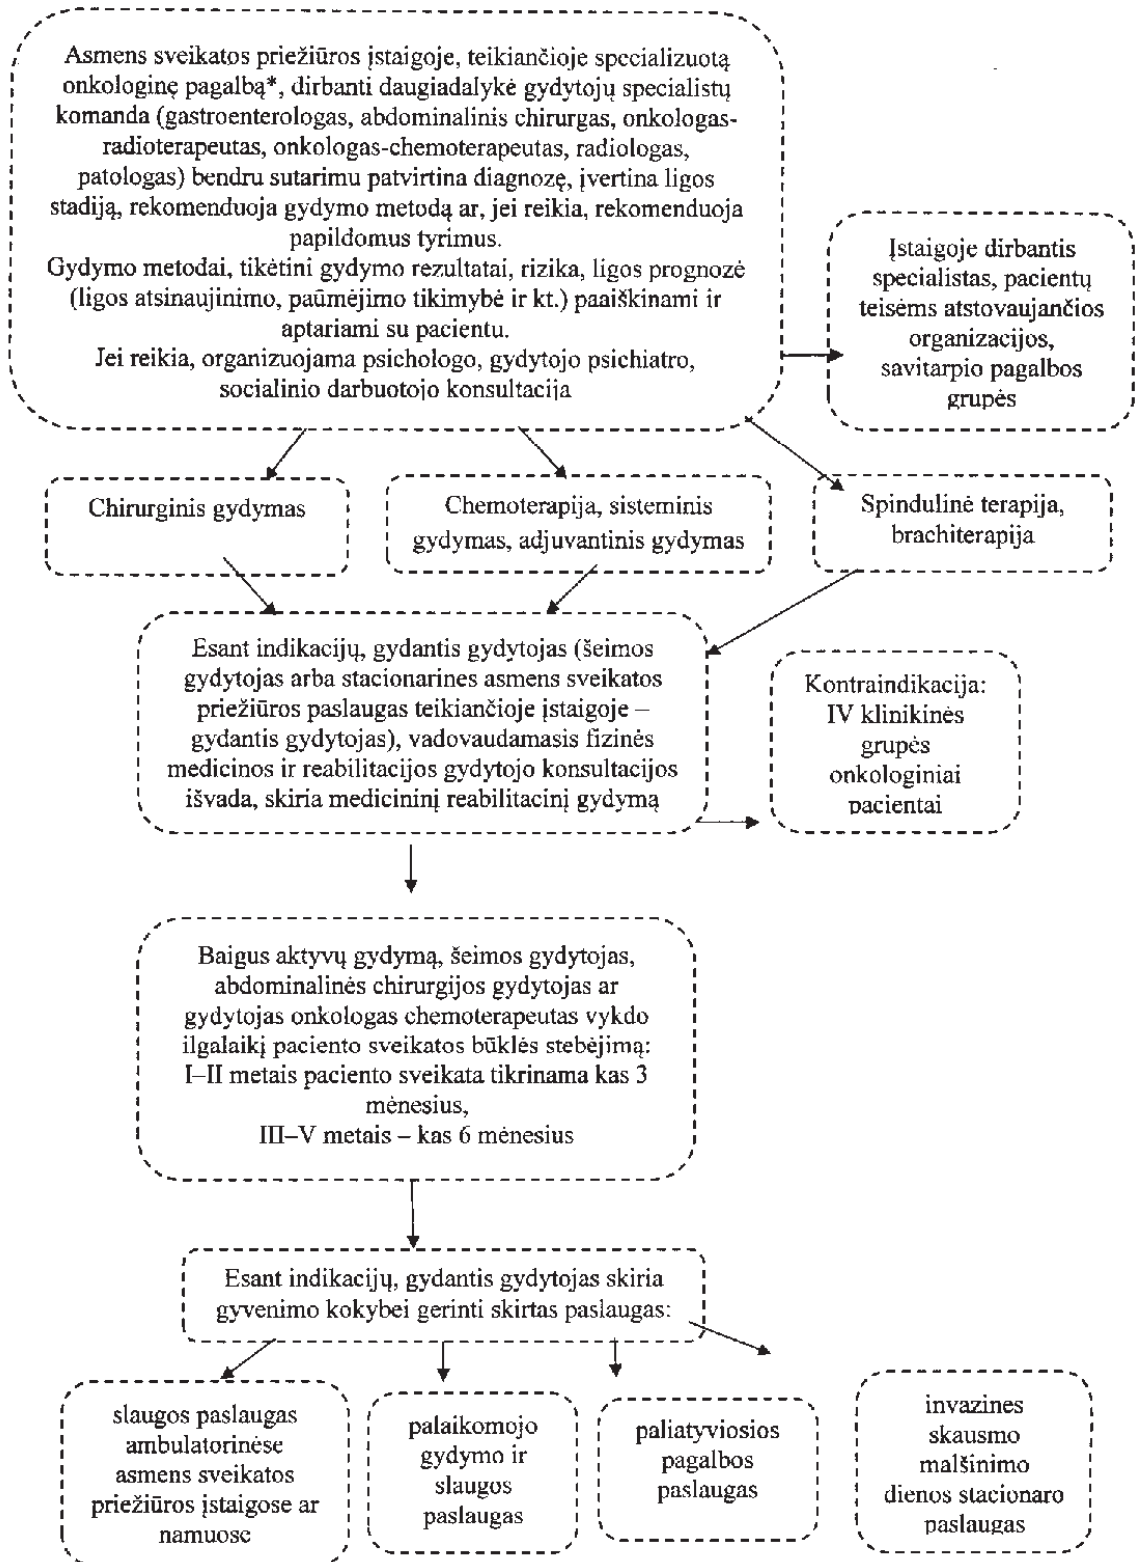 Asmens sveikatos priežiūros įstaigoje, teikiančioje specializuotą
onkologinę pagalbą*, dirbanti daugiadalykė gydytojų specialistų
komanda (gastroenterologas, abdominalinis chirurgas, onkologas-
radioterapeutas, onkologas-chemoterapeutas, radiologas,
patologas) bendru sutarimu patvirtina diagnozę, įvertina ligos
stadiją, rekomenduoja gydymo metodą ar, jei reikia, rekomenduoja
papildomus tyrimus.
Gydymo metodai, tikėtini gydymo rezultatai, rizika, ligos prognozė
(ligos atsinaujinimo, paūmėjimo tikimybė ir kt.) paaiškinami ir
aptariami su pacientu.
Jei reikia, organizuojama psichologo, gydytojo psichiatro,
socialinio darbuotojo konsultacija
Įstaigoje dirbantis
specialistas, pacientų
teisėms atstovaujančios
organizacijos,
savitarpio pagalbos
grupės
Chirurginis gydymas
Chemoterapija, sisteminis
gydymas, adjuvantinis gydymas
Spindulinė terapija,
brachiterapija
Esant indikacijų, gydantis gydytojas (šeimos
gydytojas arba stacionarines asmens sveikatos
priežiūros paslaugas teikiančioje įstaigoje –
gydantis gydytojas), vadovaudamasis fizinės
medicinos ir reabilitacijos gydytojo konsultacijos
išvada, skiria medicininį reabilitacinį gydymą
Kontraindikacija:
IV klinikinės
grupės
onkologiniai
pacientai
Baigus aktyvų gydymą, šeimos gydytojas,
abdominalinės chirurgijos gydytojas ar
gydytojas onkologas chemoterapeutas vykdo
ilgalaikį paciento sveikatos būklės stebėjimą:
I–II metais paciento sveikata tikrinama kas 3
mėnesius,
III–V metais – kas 6 mėnesius
Esant indikacijų, gydantis gydytojas skiria
gyvenimo kokybei gerinti skirtas paslaugas:
slaugos paslaugas
ambulatorinėse
asmens sveikatos
priežiūros įstaigose ar
namuose
palaikomojo
gydymo ir
slaugos
paslaugas
paliatyviosios
pagalbos
paslaugas
invazines
skausmo
malšinimo
dienos stacionaro
paslaugas